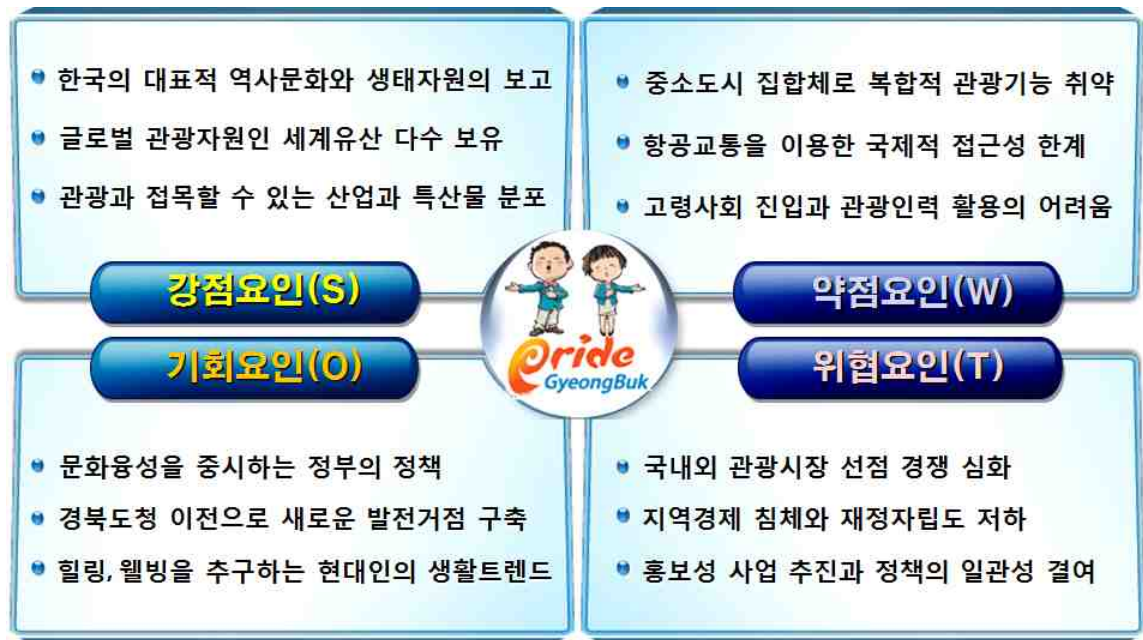 한국의 대표적 역사문화와 생태자원의 보고
글로벌 관광자원인 세계유산 다수 보유
관광과 접목할 수 있는 산업과 특산물 분포
강점요인(S)
중소도시 집합체로 복합적 관광기능 취약
항공교통을 이용한 국제적 접근성 한계
고령사회 진입과 관광인력 활용의 어려움
약점요인(W)
pride
GyeongBuk
기회요인(O)
문화융성을 중시하는 정부의 정책
경북도청 이전으로 새로운 발전거점 구축
힐링, 웰빙을 추구하는 현대인의 생활트렌드
위협요인(T)
국내외 관광시장 선점 경쟁 심화
지역경제 침체와 재정자립도 저하
홍보성 사업 추진과 정책의 일관성 결여